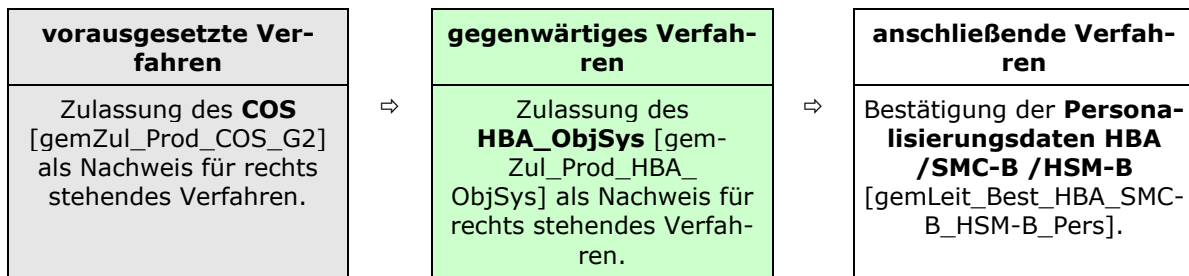 vorausgesetzte Ver-
fahren
Zulassung des COS
[gemZul_Prod_COS_G2]
als Nachweis für rechts
stehendes Verfahren.
⇨
gegenwärtiges Verfah-
ren
Zulassung des
HBA_ObjSys [gem-
Zul_Prod_HBA_
ObjSys] als Nachweis für
rechts stehendes Verfah-
ren.
⇨
anschließende Verfah-
ren
Bestätigung der Persona-
lisierungsdaten HBA
/SMC-B /HSM-B
[gemLeit_Best_HBA_SMC-
B_HSM-B_Pers].